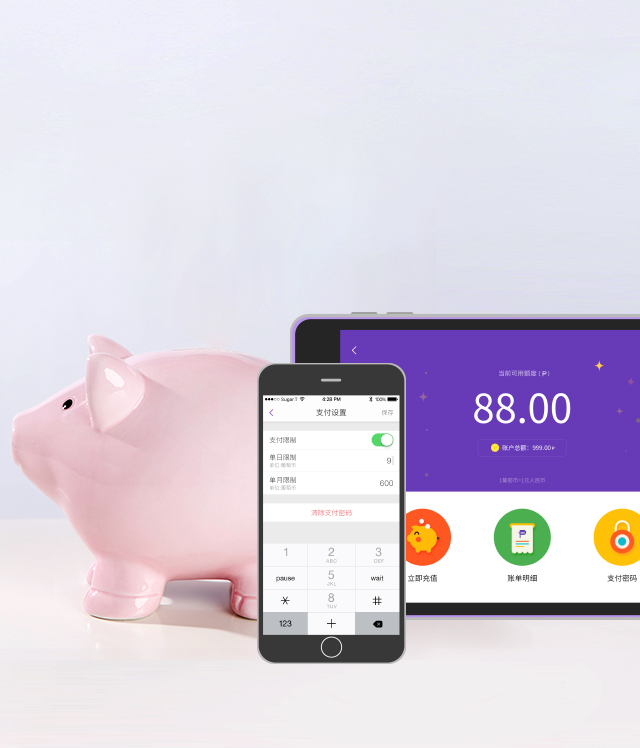 当前可用额度 (P)
88.00
账户总额: 999.00P
1葡萄币=1元人民币
立即充值
账单明细
支付密码
Sugar.T
4:28 PM
100%
支付设置
保存
支付限制
单日限制
单位:葡萄币
9
单月限制
单位:葡萄币
600
清除支付密码
1
2
ABC
3
DEF
pause
5
JKL
wait
*
8
TNV
#
123
+